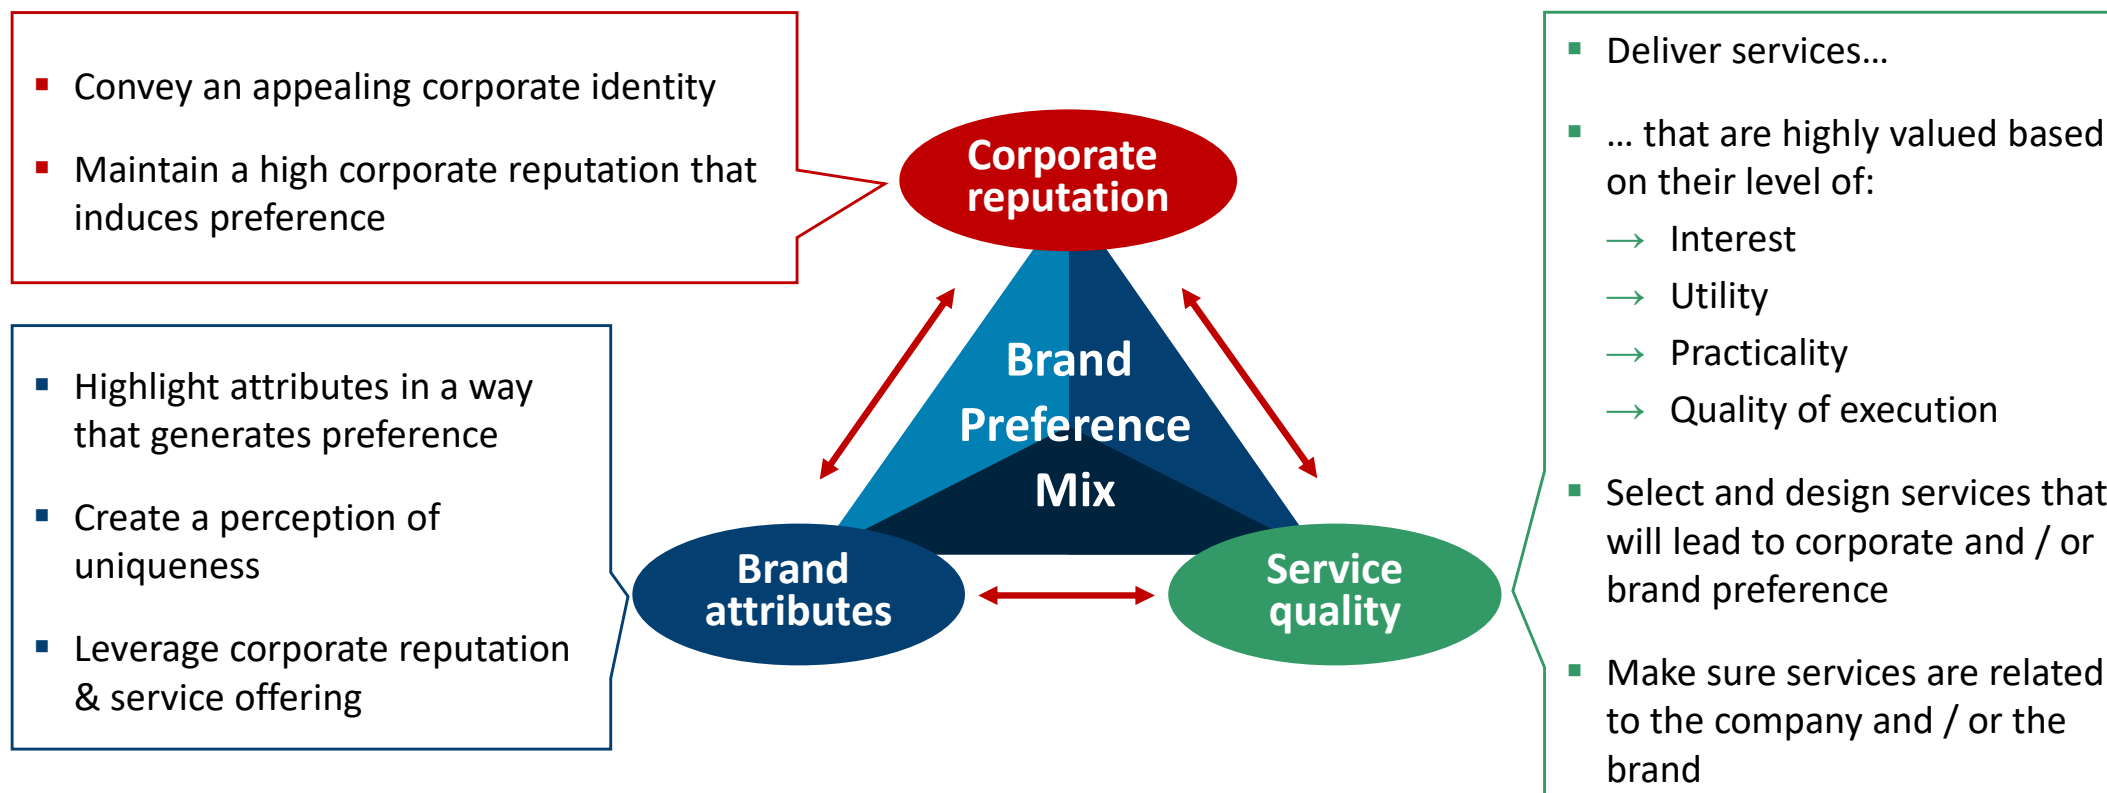 Convey an appealing corporate identity
Maintain a high corporate reputation that
induces preference
Highlight attributes in a way
that generates preference
Create a perception of
uniqueness
Leverage corporate reputation
& service offering
Corporate
reputation
Brand
Preference
Mix
Brand
attributes
Service
quality
Deliver services...
... that are highly valued based
on their level of:
→ Interest
→ Utility
→ Practicality
→ Quality of execution
Select and design services that
will lead to corporate and / or
brand preference
Make sure services are related
to the company and / or the
brand